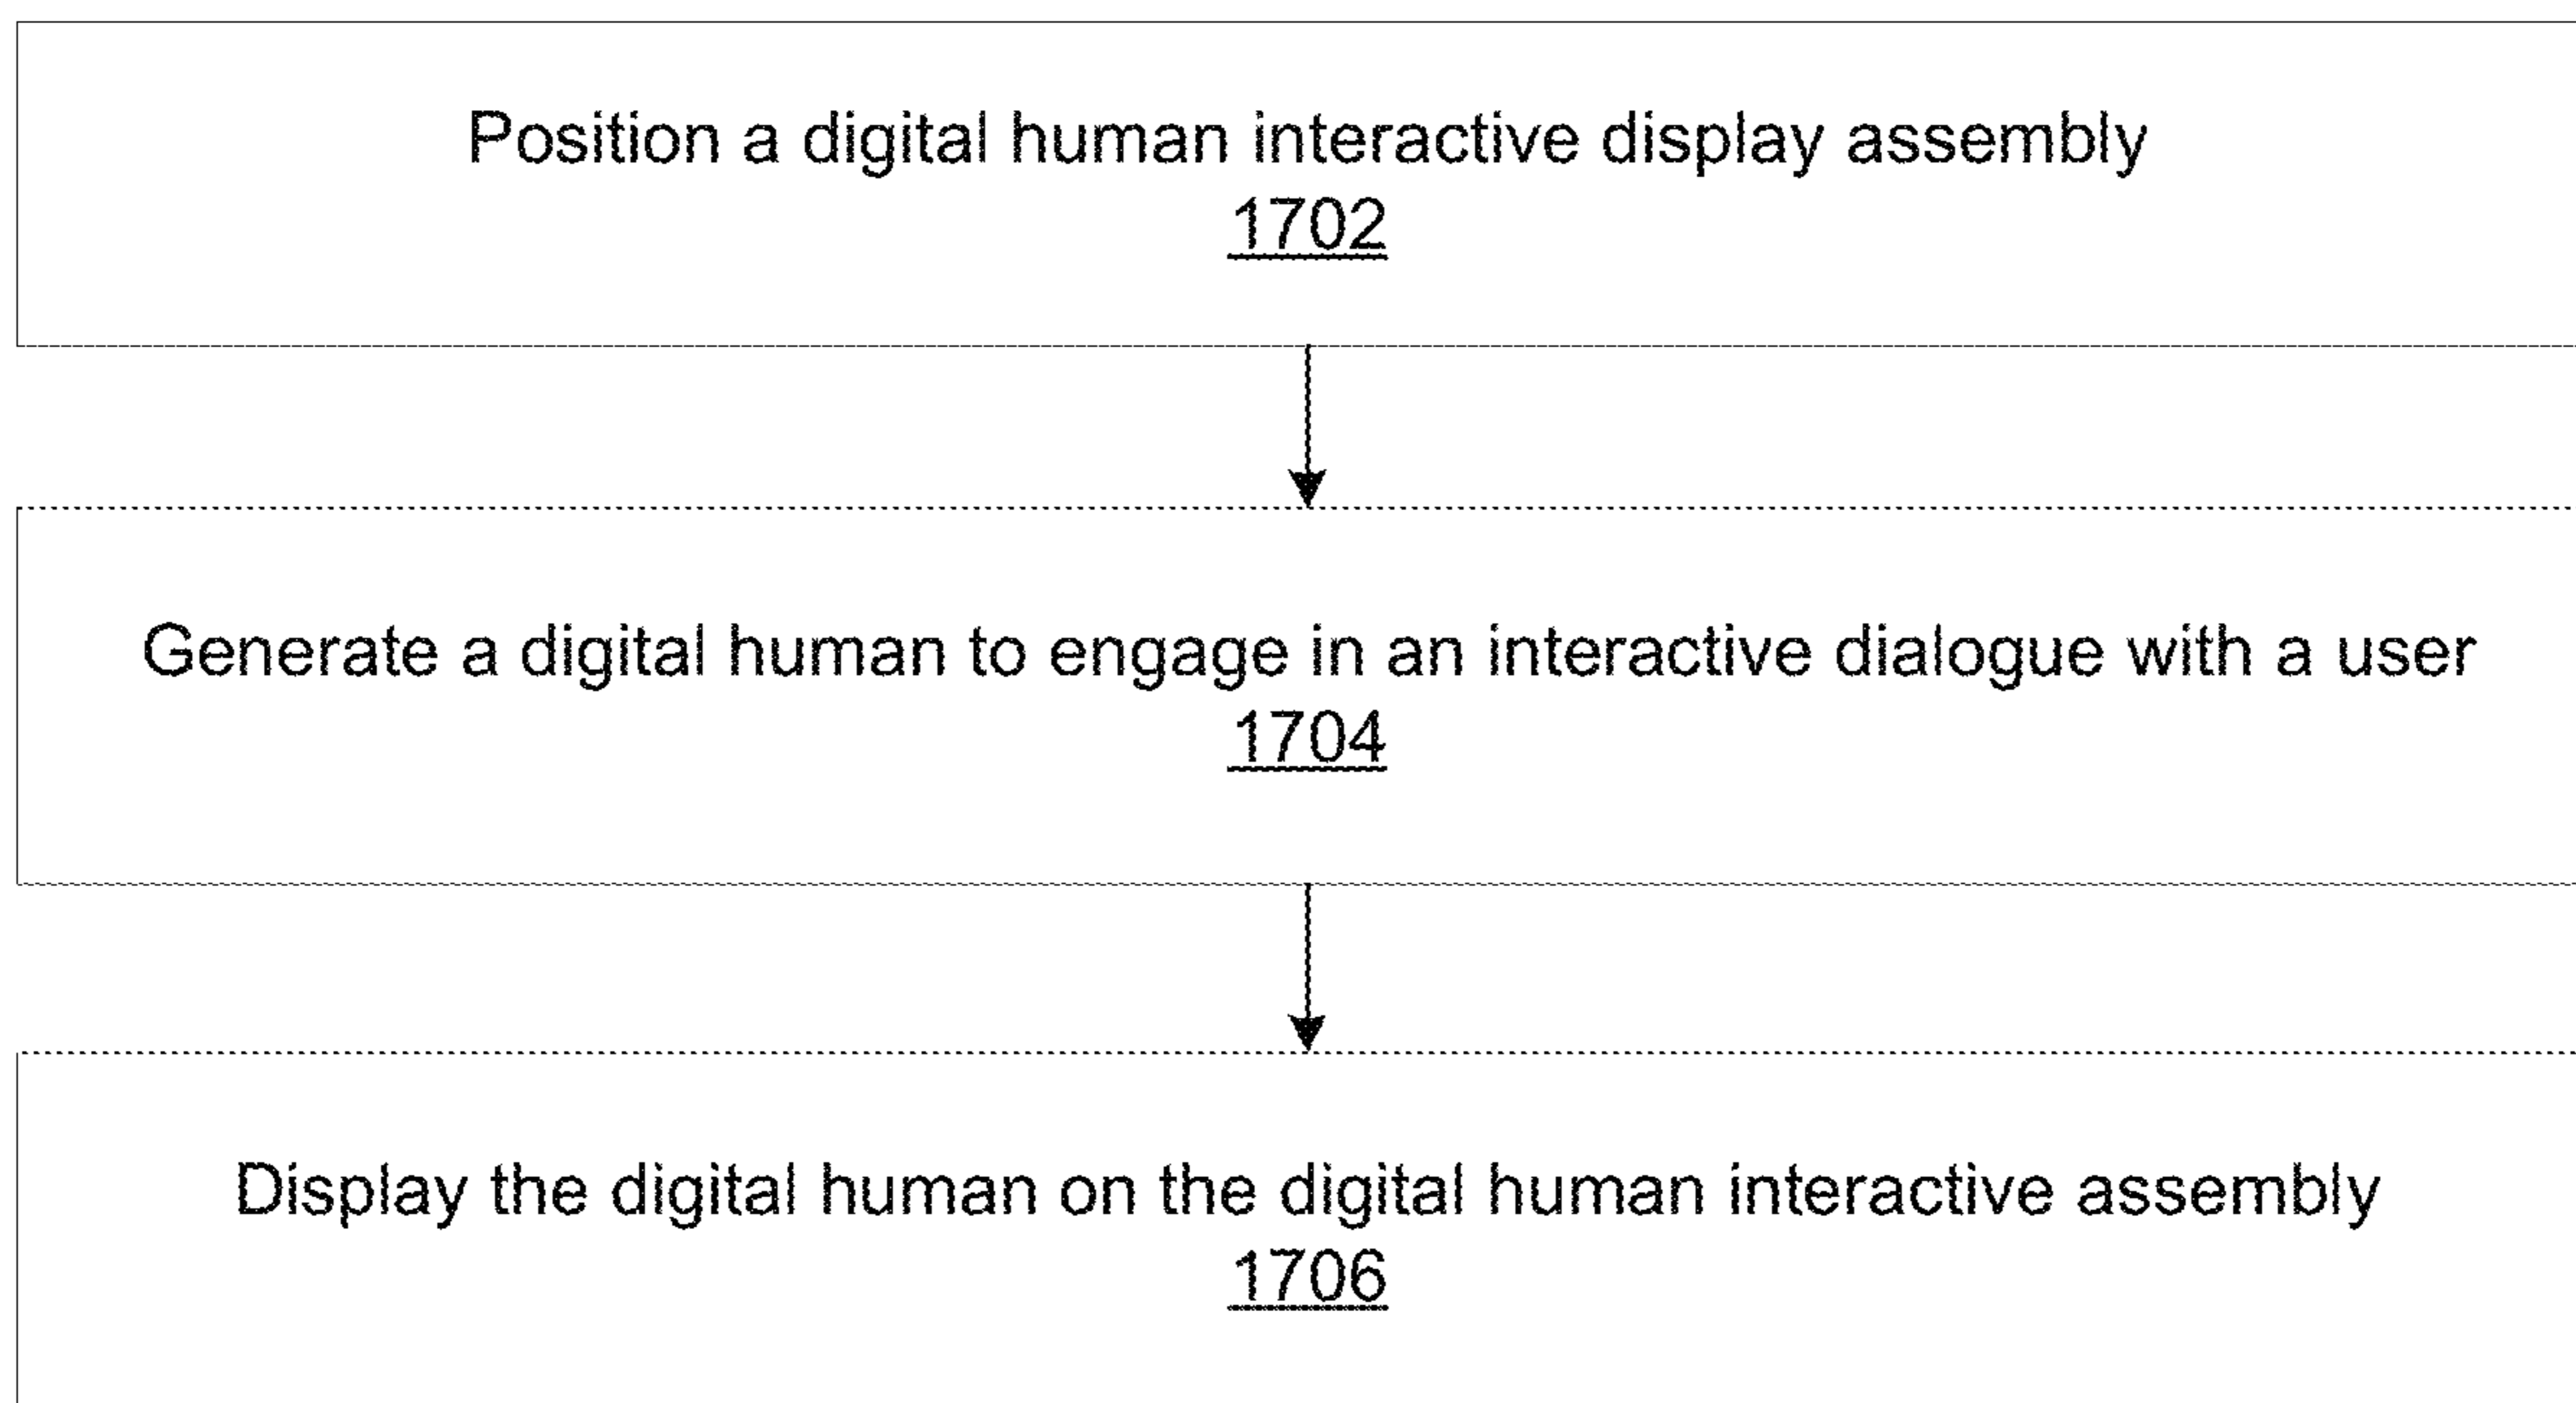 Position a digital human interactive display assembly
1702
Generate a digital human to engage in an interactive dialogue with a user
1704
Display the digital human on the digital human interactive assembly
1706